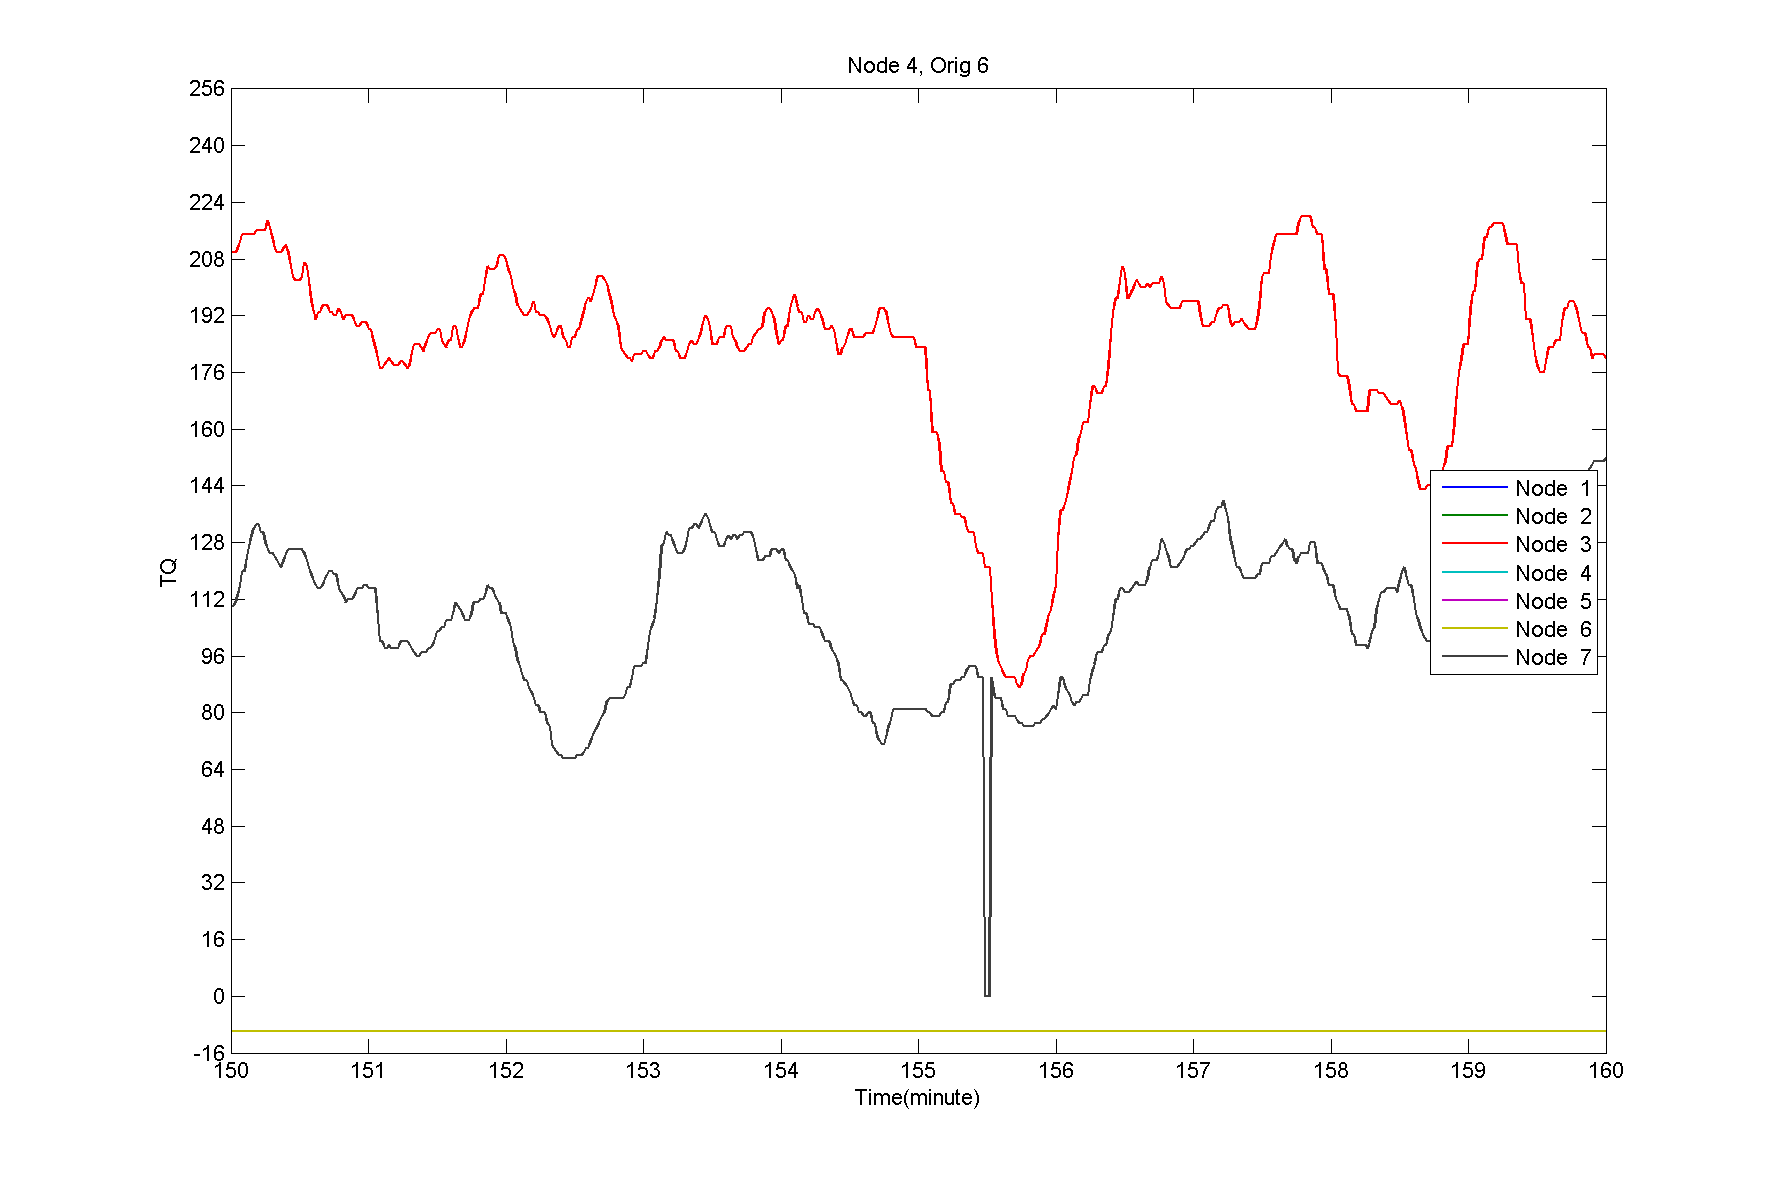 Node 4, Orig 6
256
240
224
208
192
176
160
144
128
112
96
80
64
48
32
16
0
-16
TQ
Node 1
Node 2
Node 3
Node 4
Node 5
Node 6
Node 7
150 151 152 153 154 155 156 157 158 159 160
Time(minute)